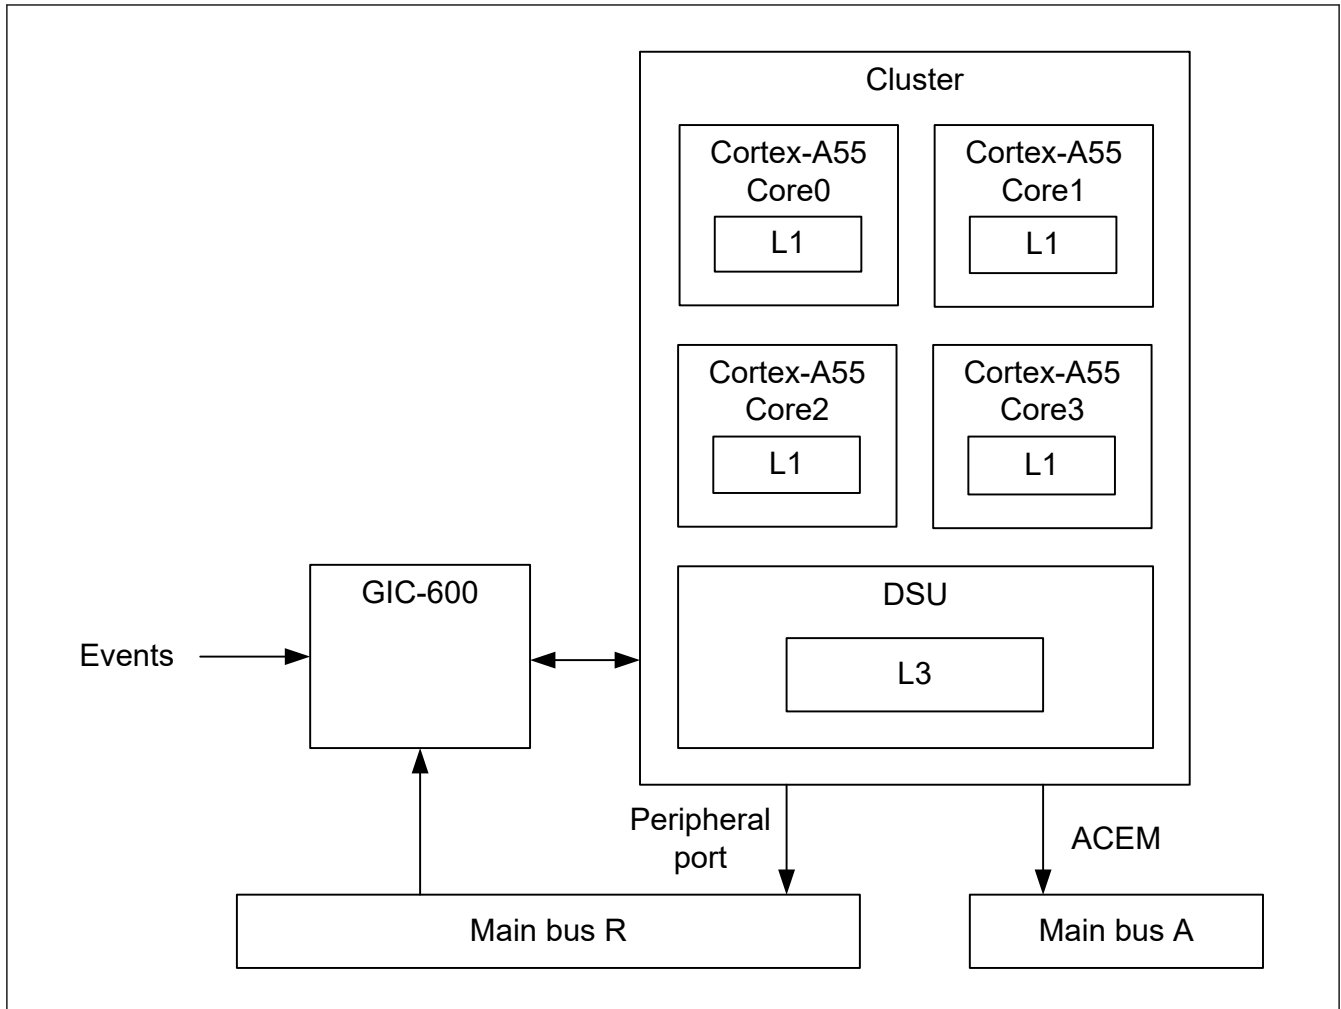 Cluster
Cortex-A55
Core0
L1
Cortex-A55
Core1
L1
Cortex-A55
Core2
L1
Cortex-A55
Core3
L1
GIC-600
DSU
Events
L3
Peripheral
port
ACEM
Main bus R
Main bus A